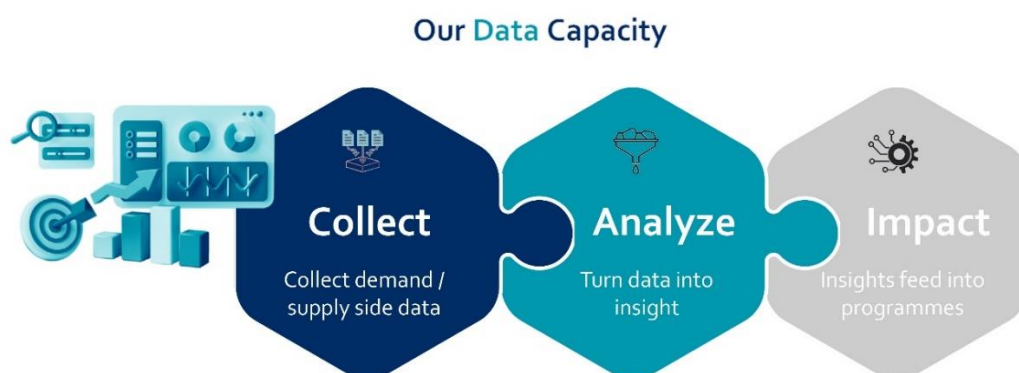 Our Data Capacity
Collect
Collect demand /
supply side data
Analyze
Turn data into
insight
Impact
Insights feed into
programmes